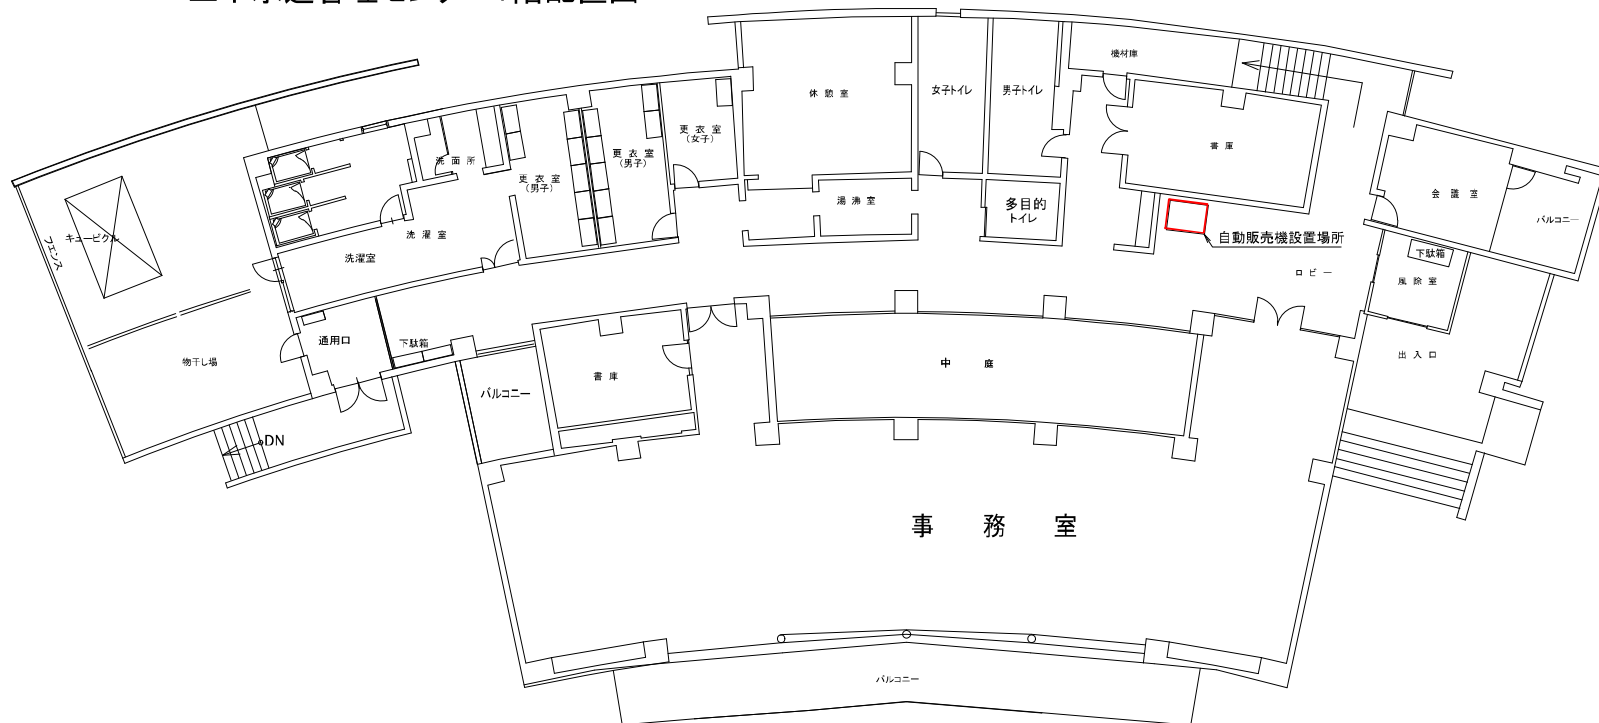 機材庫
休憩室
女子トイレ
男子トイレ
更衣室
(女子)
書庫
洗面所
更衣室
(男子)
更衣室
(男子)
会議室
バルコニー
湯沸室
多目的
トイレ
自動販売機設置場所
洗濯室
洗濯室
キュービクル
フェンス
ロビー
下駄箱
風除室
通用口
下駄箱
物干し場
出入口
中庭
書庫
バルコニー
DN
事務室
バルコニー